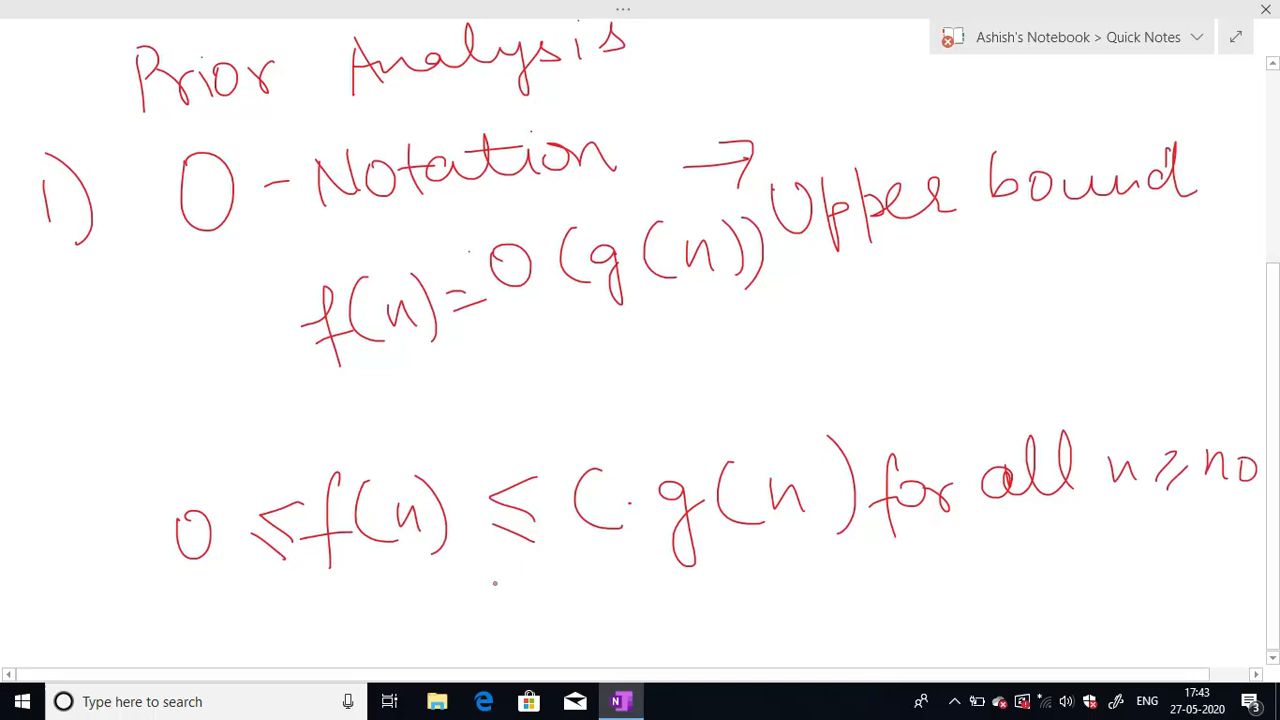 Ashish's Notebook > Quick Notes
Prior Analysis
1) O - Notation → Upper bound
f(n) = O (g(n))
0 ≤ f(n) ≤ C. g(n) for all n ≥ n0
Type here to search
ENG
17:43
27-05-2020
3